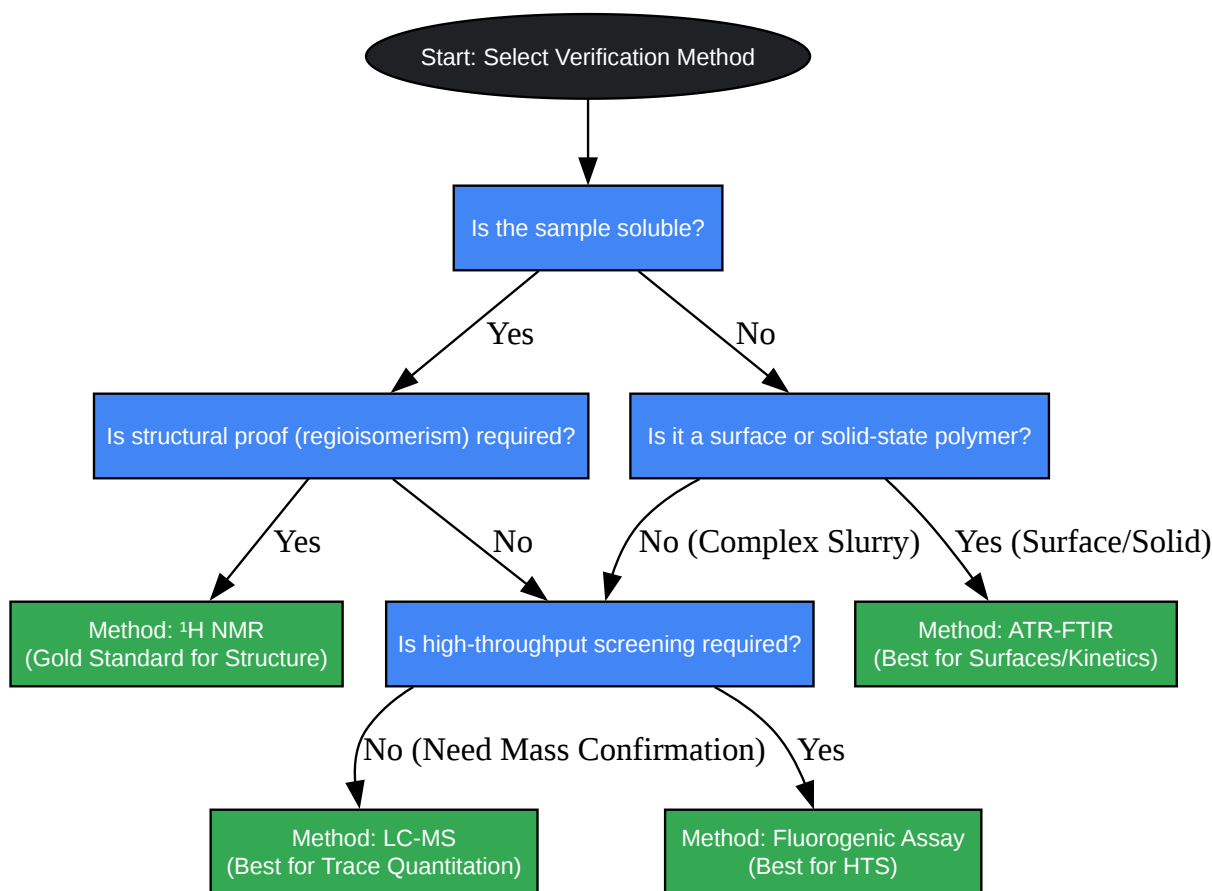 Start: Select Verification Method
Is the sample soluble?
Yes
No
Is structural proof (regioisomerism) required?
Is it a surface or solid-state polymer?
Yes
No
No (Complex Slurry)
Yes (Surface/Solid)
Method: ¹H NMR
(Gold Standard for Structure)
Is high-throughput screening required?
Method: ATR-FTIR
(Best for Surfaces/Kinetics)
No (Need Mass Confirmation)
Yes
Method: LC-MS
(Best for Trace Quantitation)
Method: Fluorogenic Assay
(Best for HTS)